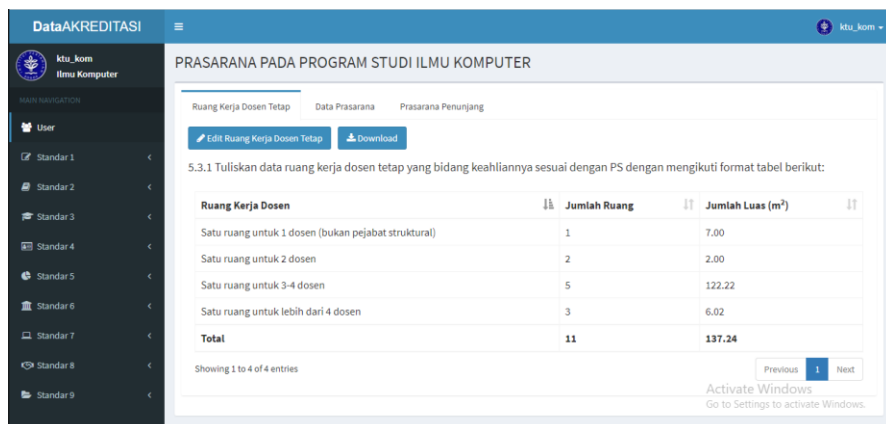 DataAKREDITASI
ktu_kom
ktu_kom
Ilmu Komputer
MAIN NAVIGATION
User
Standar 1
Standar 2
Standar 3
Standar 4
Standar 5
Standar 6
Standar 7
Standar 8
Standar 9
PRASARANA PADA PROGRAM STUDI ILMU KOMPUTER
Ruang Kerja Dosen Tetap Data Prasarana Prasarana Penunjang
Edit Ruang Kerja Dosen Tetap Download
5.3.1 Tuliskan data ruang kerja dosen tetap yang bidang keahliannya sesuai dengan PS dengan mengikuti format tabel berikut:
Ruang Kerja Dosen Jumlah Ruang Jumlah Luas (m²)
Satu ruang untuk 1 dosen (bukan pejabat struktural) 1 7.00
Satu ruang untuk 2 dosen 2 2.00
Satu ruang untuk 3-4 dosen 5 122.22
Satu ruang untuk lebih dari 4 dosen 3 6.02
Total 11 137.24
Showing 1 to 4 of 4 entries Previous 1 Next
Activate Windows
Go to Settings to activate Windows.